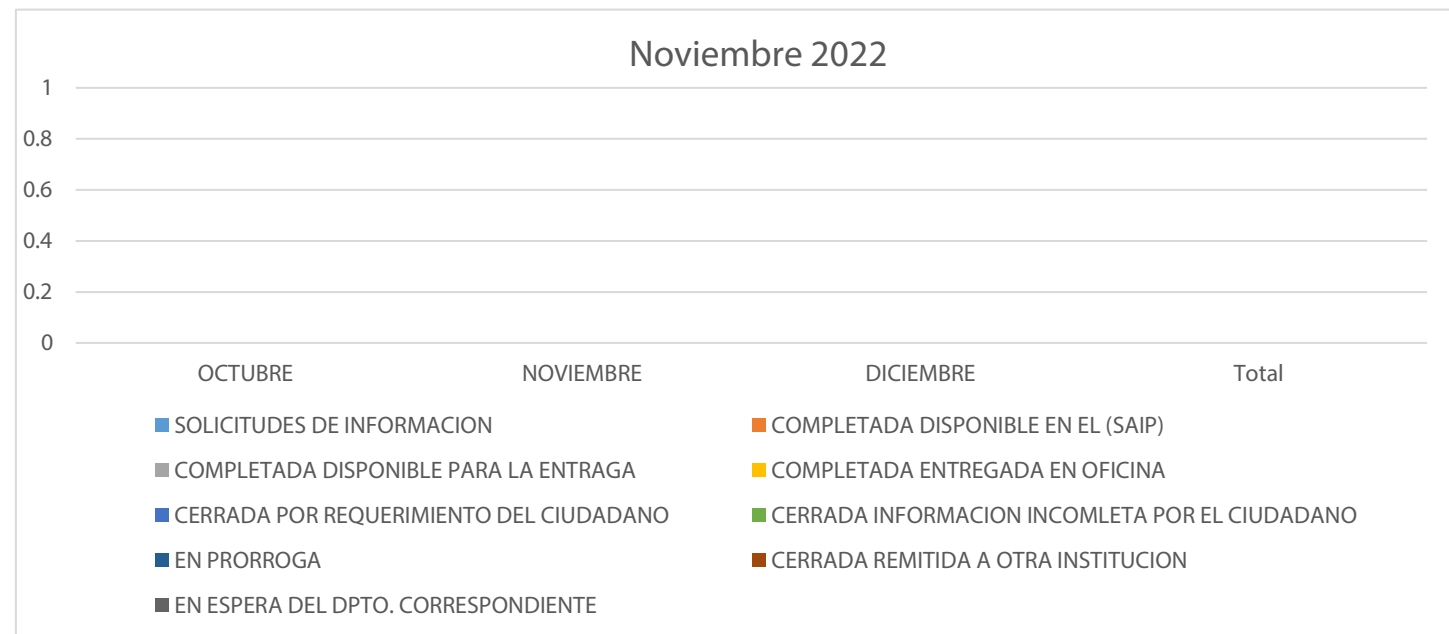 Noviembre 2022
1
0.8
0.6
0.4
0.2
0
OCTUBRE NOVIEMBRE DICIEMBRE Total
SOLICITUDES DE INFORMACION COMPLETADA DISPONIBLE EN EL (SAIP)
COMPLETADA DISPONIBLE PARA LA ENTRAGA COMPLETADA ENTREGADA EN OFICINA
CERRADA POR REQUERIMIENTO DEL CIUDADANO CERRADA INFORMACION INCOMLETA POR EL CIUDADANO
EN PRORROGA CERRADA REMITIDA A OTRA INSTITUCION
EN ESPERA DEL DPTO. CORRESPONDIENTE